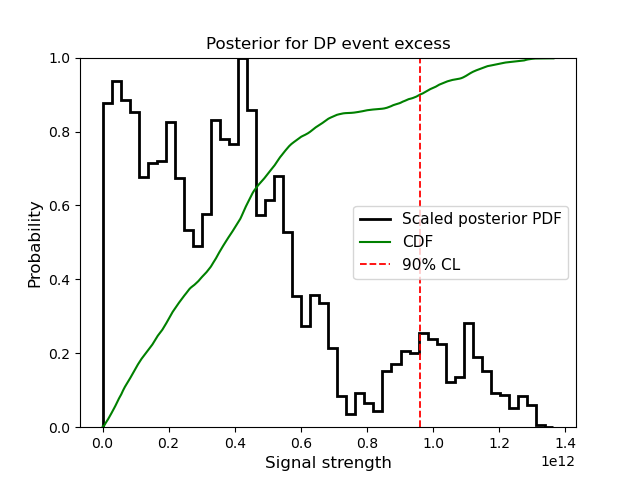 Posterior for DP event excess
1.0
0.8
0.6
0.4
0.2
0.0
Probability
Scaled posterior PDF
CDF
90% CL
0.0 0.2 0.4 0.6 0.8 1.0 1.2 1.4
1e12
Signal strength